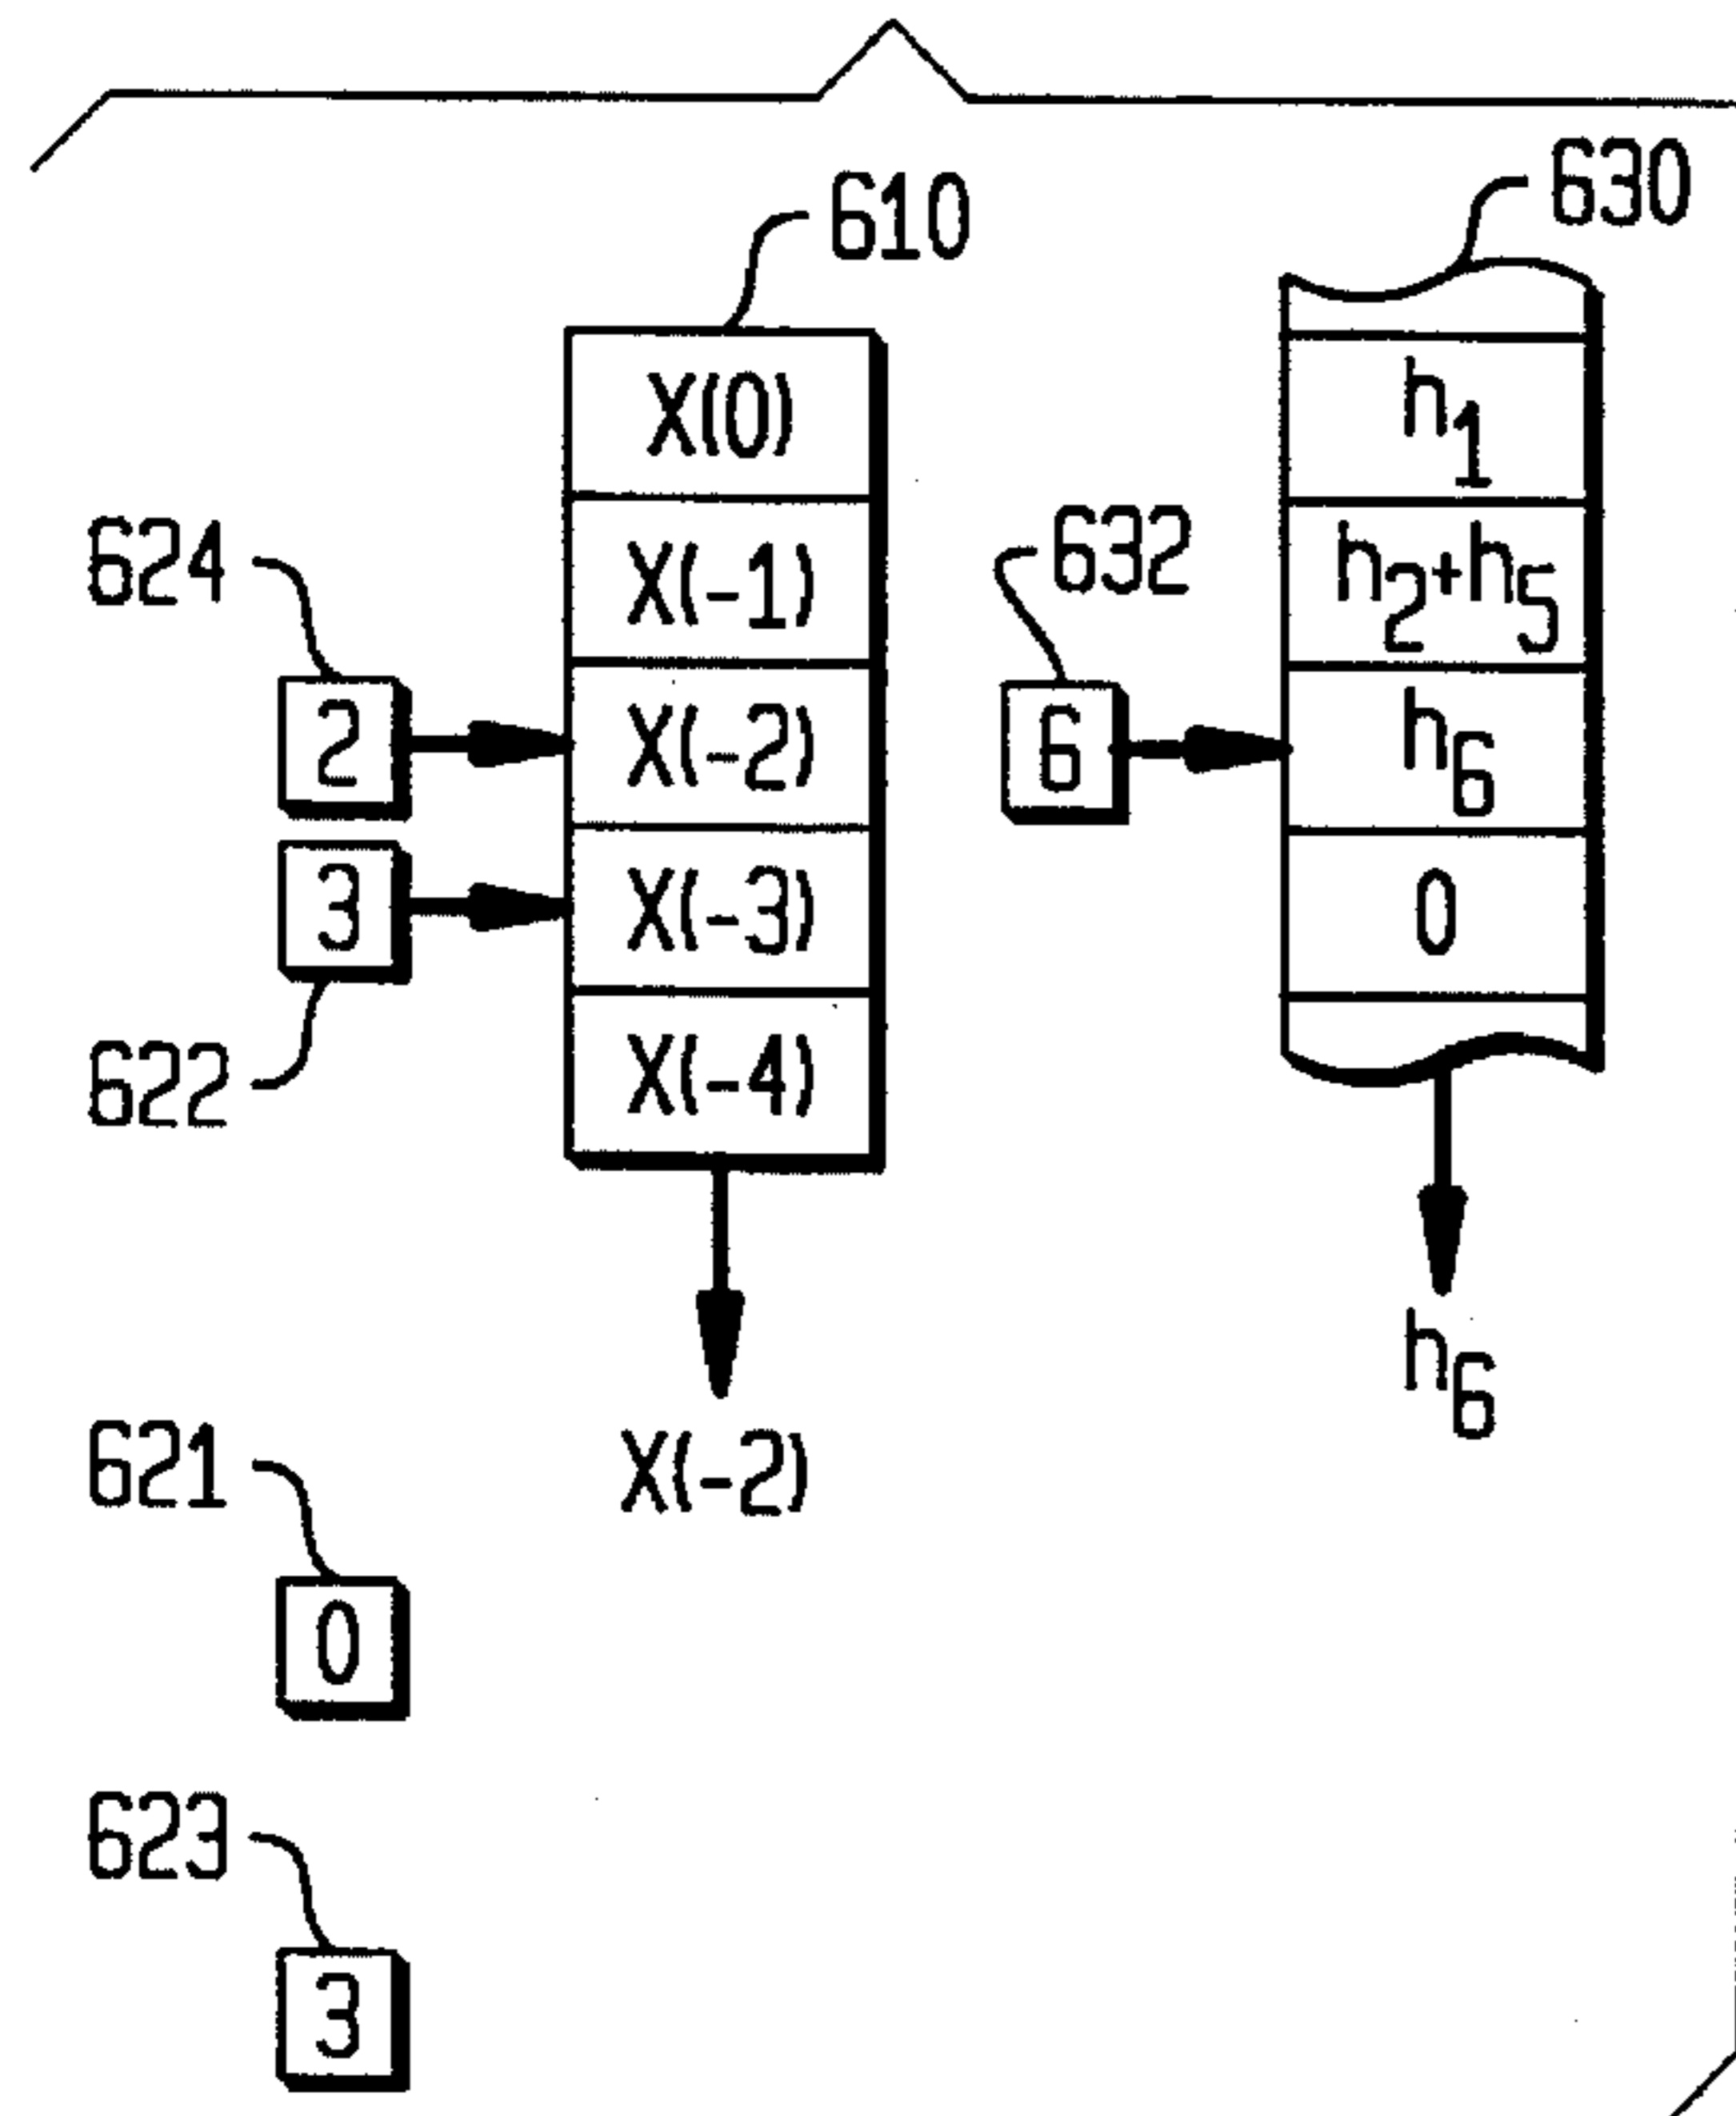 610
630
X(0)
X(-1)
X(-2)
X(-3)
X(-4)
624
2
3
622
632
6
h1
h2+h5
h6
0
X(-2)
h6
621
0
623
3